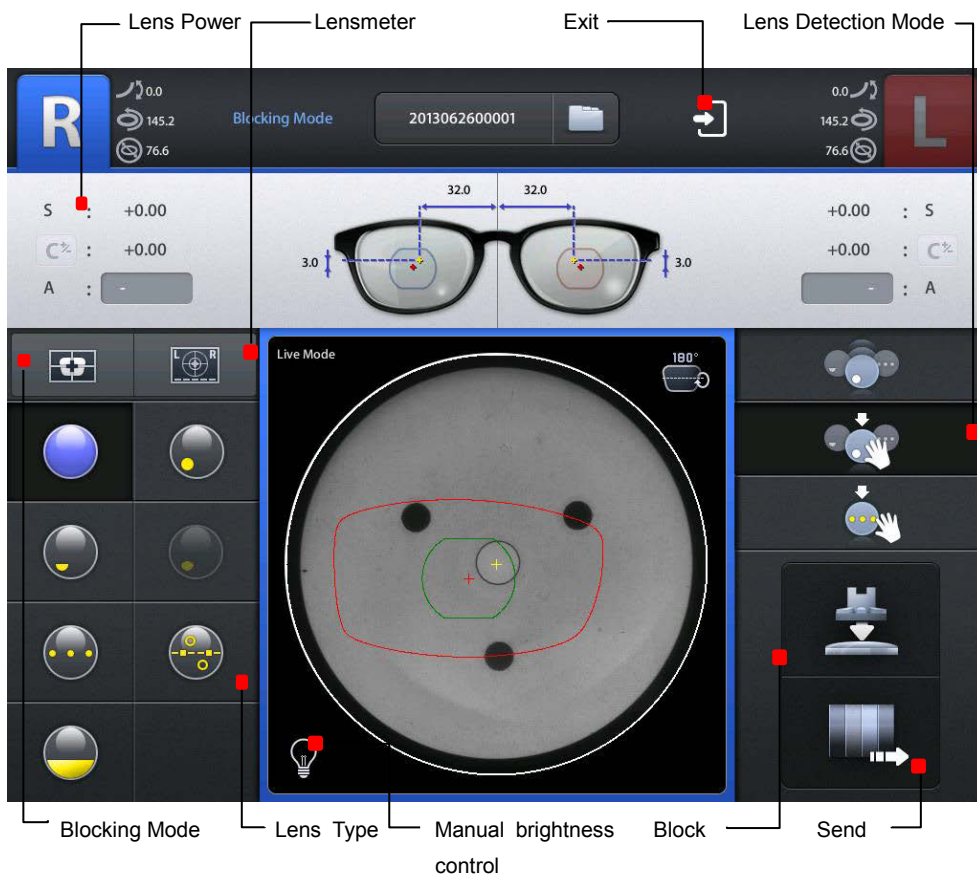 Lens Power Lensmeter Exit Lens Detection Mode
R 0.0 0.0 L
145.2 Blocking Mode 2013062600001 145.2
76.6 76.6
32.0 32.0
S : +0.00 +0.00 : S
C+- : +0.00 3.0 3.0 +0.00 : C+-
A : - - : A
L R Live Mode 180°
Blocking Mode Lens Type Manual brightness Block Send
control